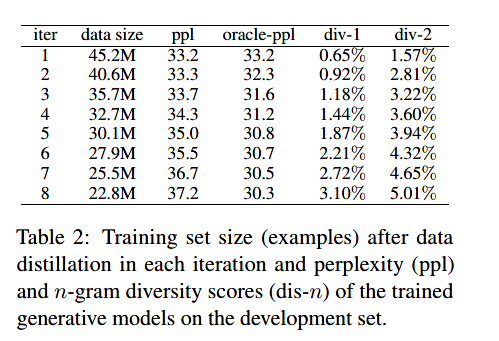 iter data size ppl oracle-ppl div-1 div-2
1 45.2M 33.2 33.2 0.65% 1.57%
2 40.6M 33.3 32.3 0.92% 2.81%
3 35.7M 33.7 31.6 1.18% 3.22%
4 32.7M 34.3 31.2 1.44% 3.60%
5 30.1M 35.0 30.8 1.87% 3.94%
6 27.9M 35.5 30.7 2.21% 4.32%
7 25.5M 36.7 30.5 2.72% 4.65%
8 22.8M 37.2 30.3 3.10% 5.01%
Table 2: Training set size (examples) after data
distillation in each iteration and perplexity (ppl)
and n-gram diversity scores (dis-n) of the trained
generative models on the development set.